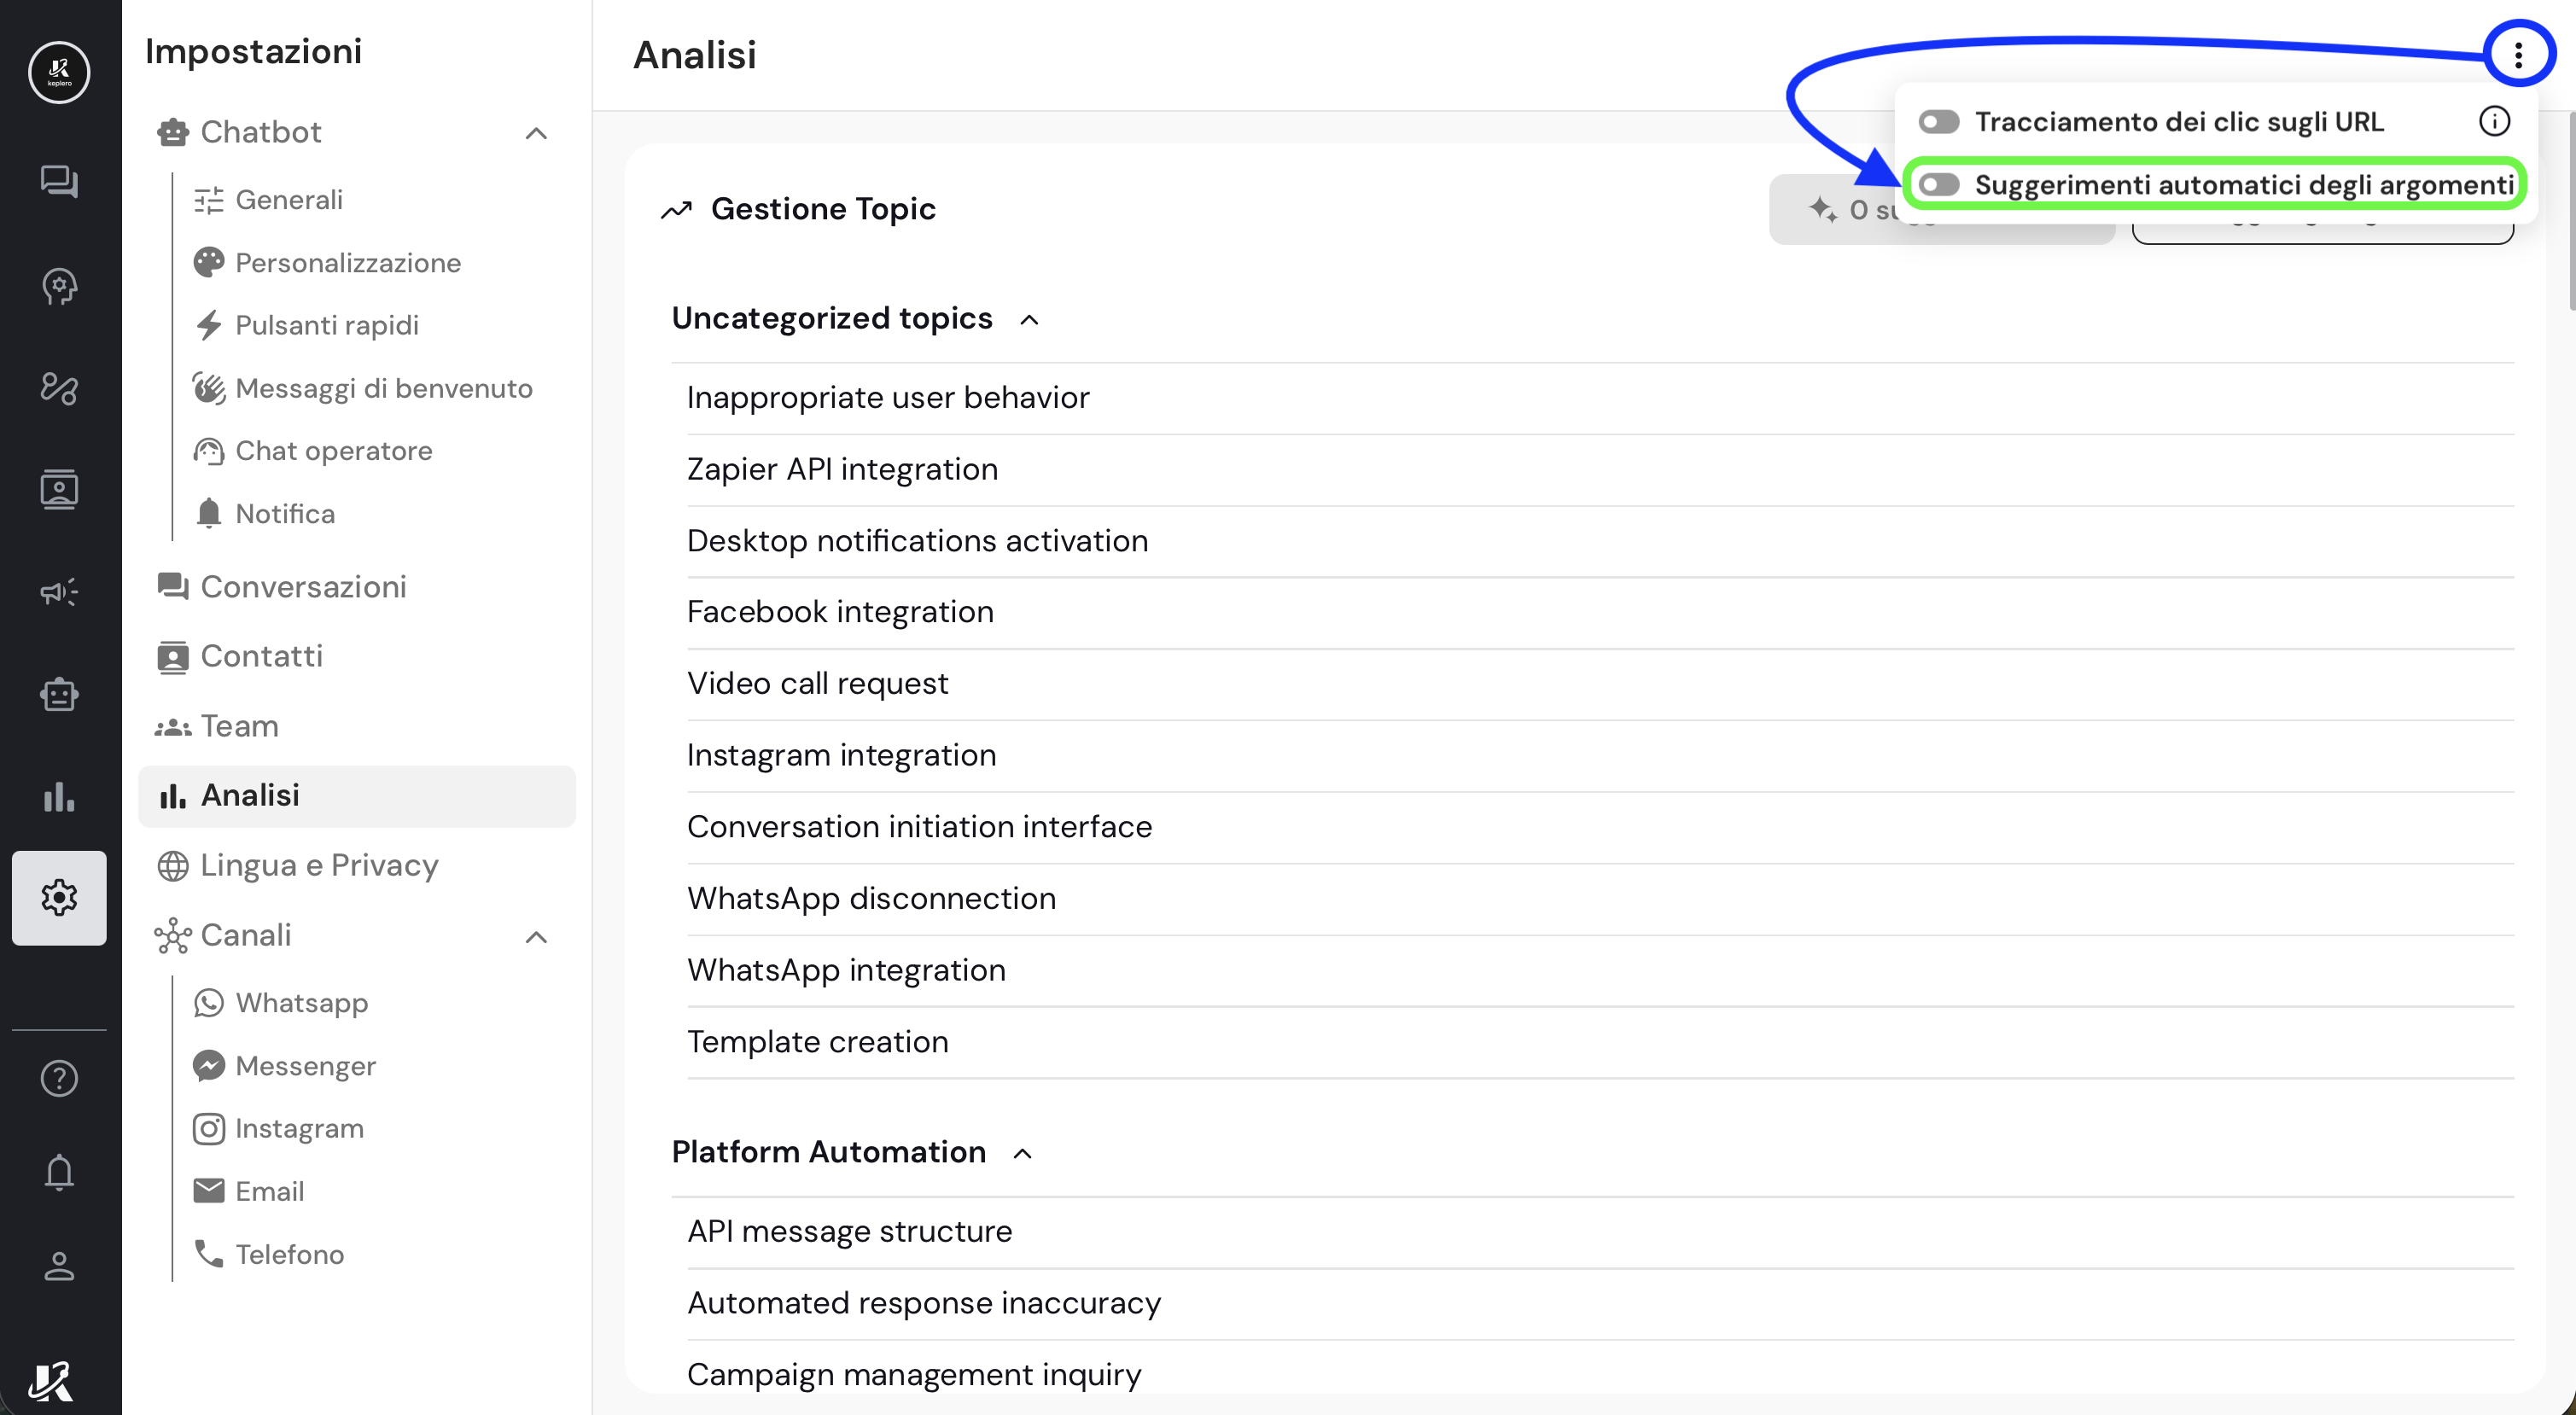 keplero
Impostazioni
Chatbot
Generali
Personalizzazione
Pulsanti rapidi
Messaggi di benvenuto
Chat operatore
Notifica
Conversazioni
Contatti
Team
Analisi
Lingua e Privacy
Canali
Whatsapp
Messenger
Instagram
Email
Telefono
Analisi
Tracciamento dei clic sugli URL
Suggerimenti automatici degli argomenti
Gestione Topic
0
Uncategorized topics
Inappropriate user behavior
Zapier API integration
Desktop notifications activation
Facebook integration
Video call request
Instagram integration
Conversation initiation interface
WhatsApp disconnection
WhatsApp integration
Template creation
Platform Automation
API message structure
Automated response inaccuracy
Campaign management inquiry